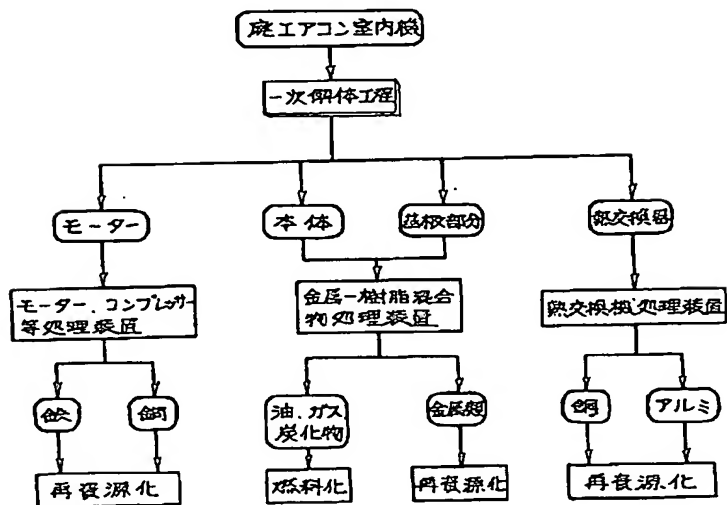 廃エアコン室内機
一次解体工程
モーター
本体
基板部分
熱交換器
モーター、コンプレッサー
等処理装置
金属-樹脂混合
物処理装置
熱交換機処理装置
鉄
銅
油、ガス
炭化物
金属類
銅
アルミ
再資源化
燃料化
再資源化
再資源化